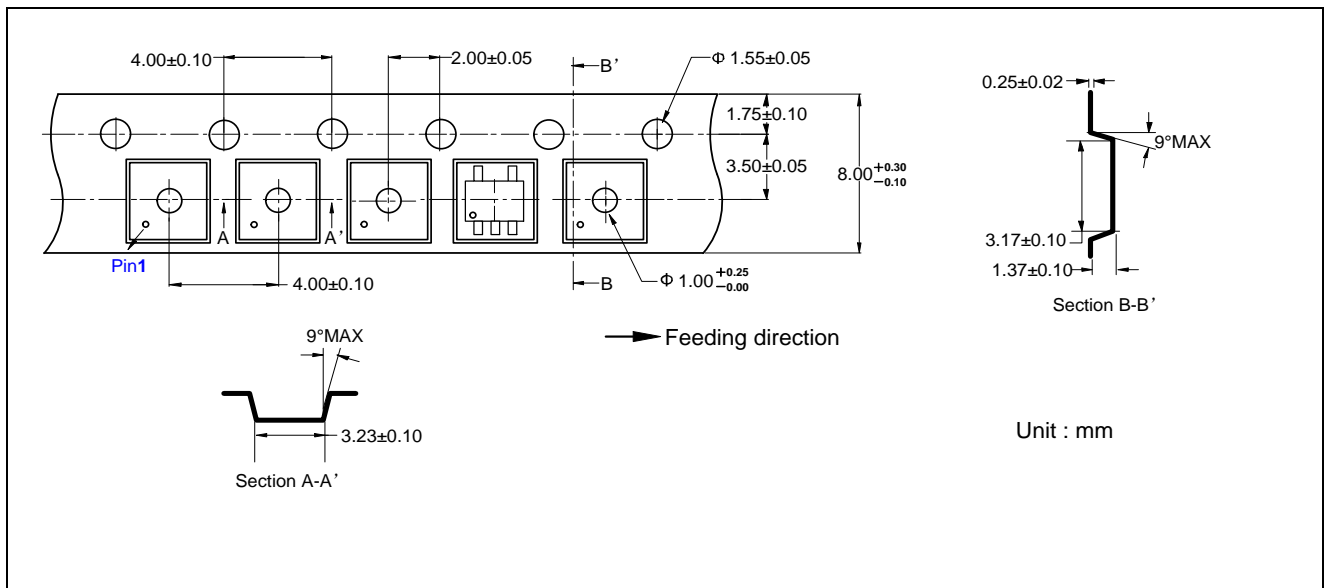 4.00±0.10
2.00±0.05
B’
Φ 1.55±0.05
0.25±0.02
1.75±0.10
9°MAX
3.50±0.05
8.00+0.30
−0.10
A
A’
3.17±0.10
Pin1
4.00±0.10
B
Φ 1.00+0.25
−0.00
1.37±0.10
Section B-B’
9°MAX
Feeding direction
3.23±0.10
Unit : mm
Section A-A’